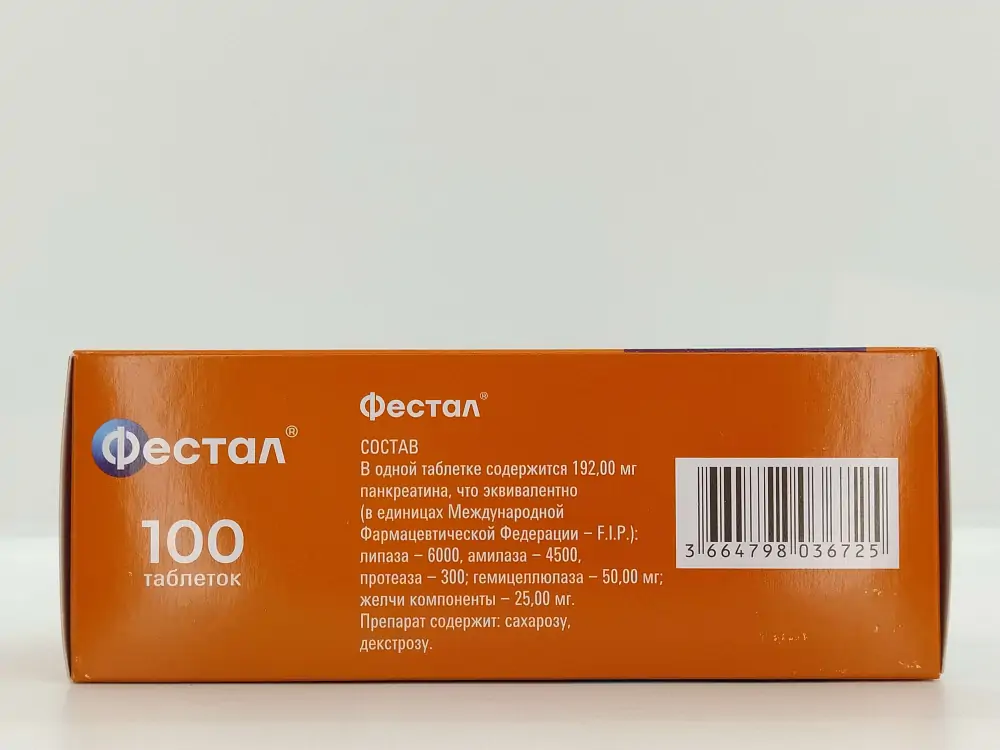 Фестал®
100
таблеток
Фестал®
СОСТАВ
В одной таблетке содержится 192,00 мг
панкреатина, что эквивалентно
(в единицах Международной
Фармацевтической Федерации – F.I.P.):
липаза – 6000, амилаза – 4500,
протеаза – 300; гемицеллюлаза – 50,00 мг;
желчи компоненты – 25,00 мг.
Препарат содержит: сахарозу,
декстрозу.
3 664798 036725